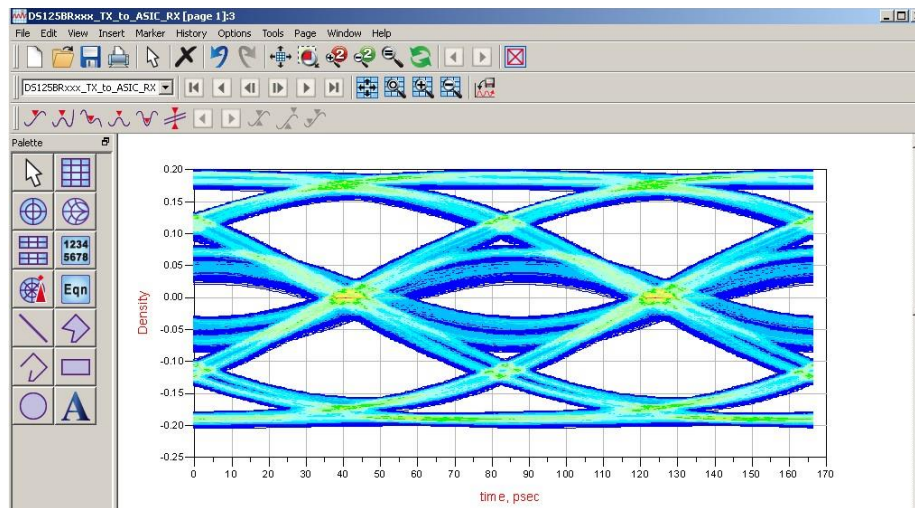 DS125BRxxx_TX_to_ASIC_RX [page 1]:3
File Edit View Insert Marker History Options Tools Page Window Help
+2 -2
DS125BRxxx_TX_to_ASIC_RX
Palette
1234
5678
Eqn
A
Density
0.20
0.15
0.10
0.05
0.00
-0.05
-0.10
-0.15
-0.20
-0.25
0 10 20 30 40 50 60 70 80 90 100 110 120 130 140 150 160 170
time, psec